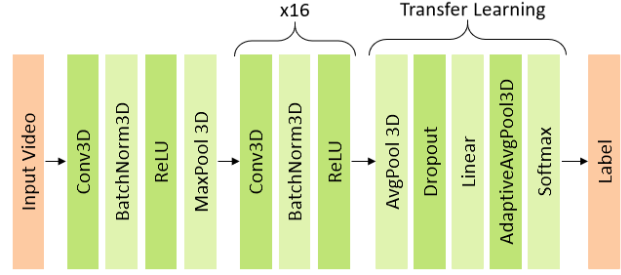 x16
Transfer Learning
Input Video
Conv3D
BatchNorm3D
ReLU
MaxPool 3D
Conv3D
BatchNorm3D
ReLU
AvgPool 3D
Dropout
Linear
AdaptiveAvgPool3D
Softmax
Label